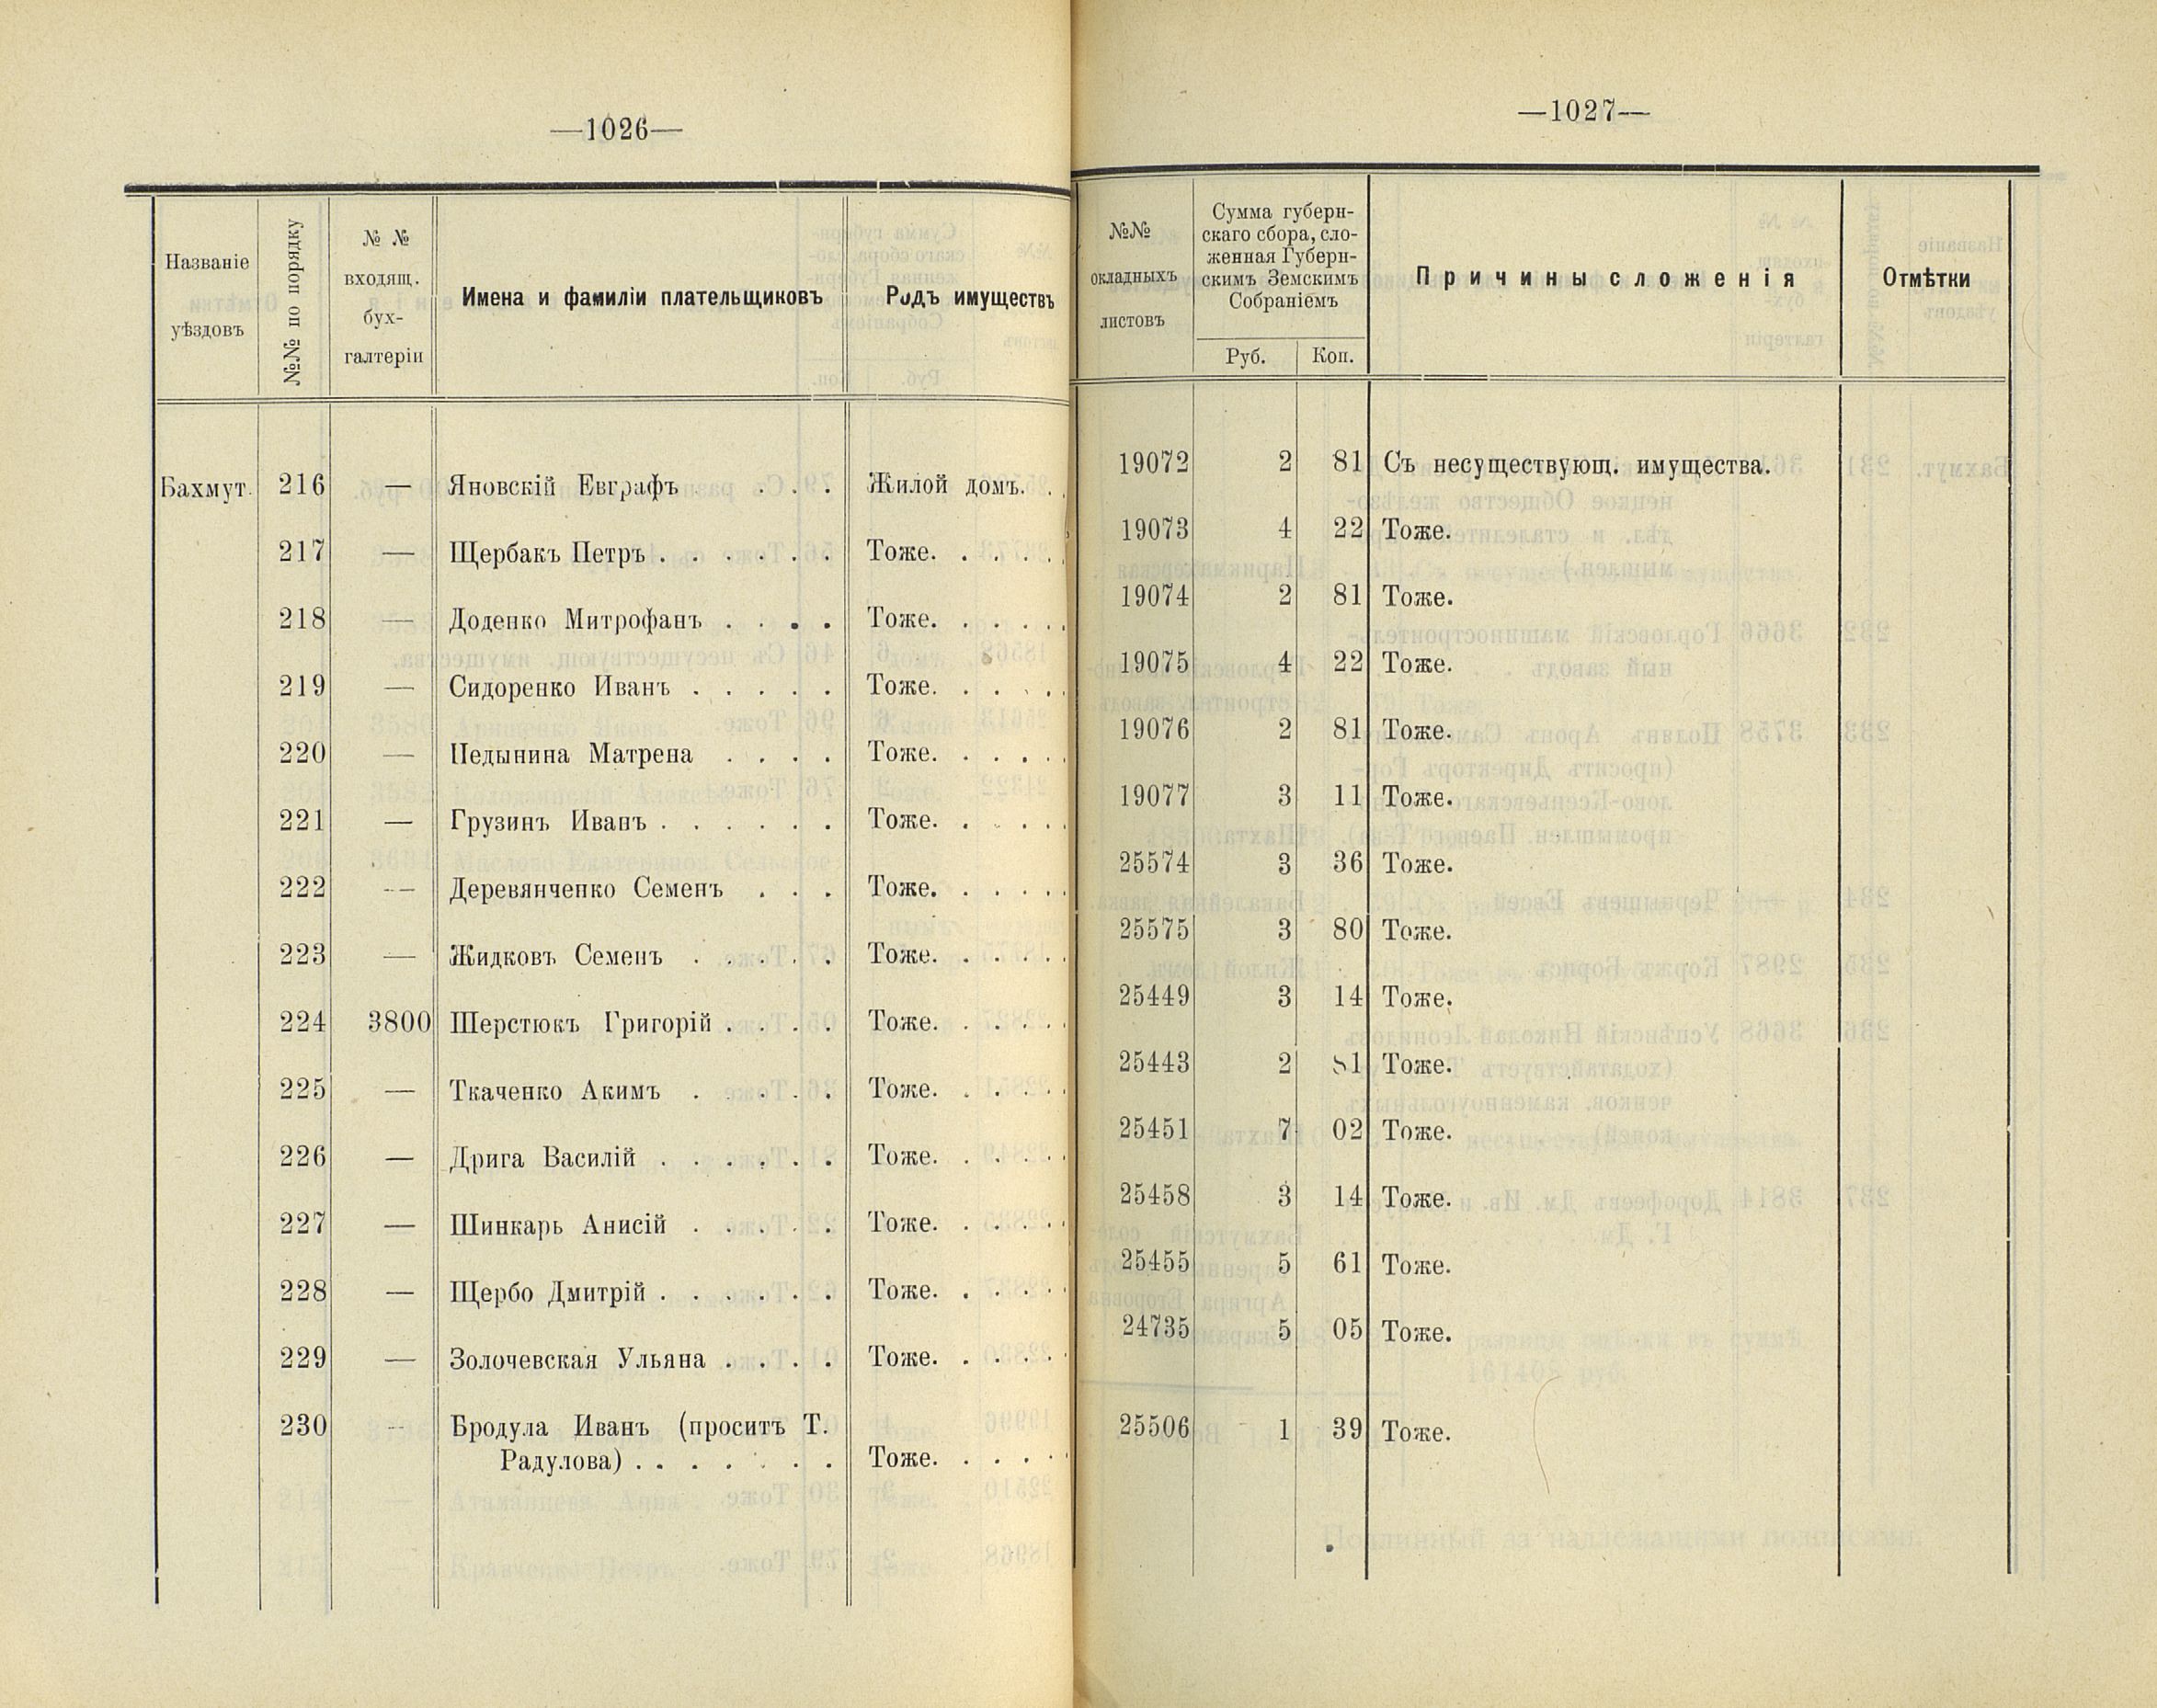 —1026—
Названіе уѣздовъ
№№ по порядку
№ № входящ. бух-
галтеріи
Имена и фамиліи плательщиковъ
Родъ имуществъ
Бахмут. 216 — Яновскій Евграфъ . . . Жилой домъ. .
217 — Щербакъ Петръ . . . . . . Тоже. . . . .
218 — Доденко Митрофанъ . . . . Тоже. . . . .
219 — Сидоренко Иванъ . . . . . Тоже. . . . .
220 — Педынина Матрена . . . . Тоже. . . . .
221 — Грузинъ Иванъ . . . . . . Тоже. . . . .
222 — Деревянченко Семенъ . . . Тоже. . . . .
223 — Жидковъ Семенъ . . . . . Тоже. . . . .
224 3800 Шерстюкъ Григорій . . . . Тоже. . . . .
225 — Ткаченко Акимъ . . . . . Тоже. . . . .
226 — Дрига Василій . . . . . . Тоже. . . . .
227 — Шинкарь Анисій . . . . . Тоже. . . . .
228 — Щербо Дмитрій . . . . . . Тоже. . . . .
229 — Золочевская Ульяна . . . . Тоже. . . . .
230 — Бродула Иванъ (проситъ Т.
Радулова) . . . . . . . Тоже. . . . .
—1027—
№№
окладныхъ
листовъ
Сумма губерн-
скаго сбора, сло-
женная Губерн-
скимъ Земскимъ
Собраніемъ
Руб. Коп.
Причины сложенія
Отмѣтки
19072 2 81 Съ несуществующ. имущества.
19073 4 22 Тоже.
19074 2 81 Тоже.
19075 4 22 Тоже.
19076 2 81 Тоже.
19077 3 11 Тоже.
25574 3 36 Тоже.
25575 3 80 Тоже.
25449 3 14 Тоже.
25443 2 81 Тоже.
25451 7 02 Тоже.
25458 3 14 Тоже.
25455 5 61 Тоже.
24735 5 05 Тоже.
25506 1 39 Тоже.